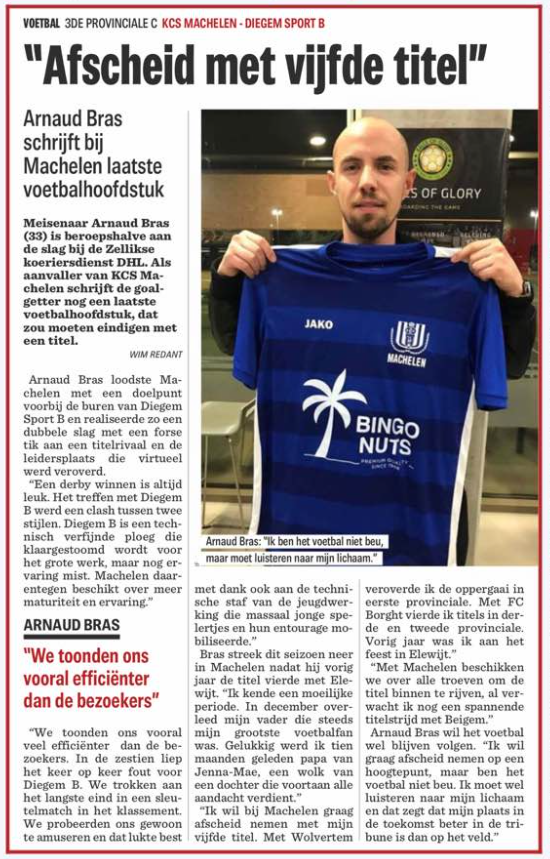 VOETBAL 3DE PROVINCIALE C KCS MACHELEN - DIEGEM SPORT B
“Afscheid met vijfde titel”
Arnaud Bras
schrijft bij
Machelen laatste
voetbalhoofdstuk
Meisenaar Arnaud Bras
(33) is beroepshalve aan
de slag bij de Zellikse
koeriersdienst DHL. Als
aanvaller van KCS Ma-
chelen schrijft de goal-
getter nog een laatste
voetbalhoofdstuk, dat
zou moeten eindigen met
een titel.
WIM REDANT
Arnaud Bras loodste Ma-
chelen met een doelpunt
voorbij de buren van Diegem
Sport B en realiseerde zo een
dubbele slag met een forse
tik aan een titelrivaal en de
leidersplaats die virtueel
werd veroverd.
“Een derby winnen is altijd
leuk. Het treffen met Diegem
B werd een clash tussen twee
stijlen. Diegem B is een tech-
nisch verfijnde ploeg die
klaargestoomd wordt voor
het grote werk, maar nog er-
varing mist. Machelen daar-
entegen beschikt over meer
maturiteit en ervaring.”
ARNAUD BRAS
“We toonden ons
vooral efficiënter
dan de bezoekers”
“We toonden ons vooral
veel efficiënter dan de be-
zoekers. In de zestien liep
het keer op keer fout voor
Diegem B. We trokken aan
het langste eind in een sleu-
telmatch in het klassement.
We probeerden ons gewoon
te amuseren en dat lukte best
ES OF GLORY
BOARDING THE GAME
JAKO
MACHELEN
BINGO
NUTS
PREMIUM QUALITY
Arnaud Bras: “Ik ben het voetbal niet beu,
maar moet luisteren naar mijn lichaam.”
met dank ook aan de techni-
sche staf van de jeugdwer-
king die massaal jonge spe-
lertjes en hun entourage mo-
biliseerde.”
Bras streek dit seizoen neer
in Machelen nadat hij vorig
jaar de titel vierde met Ele-
wijt. “Ik kende een moeilijke
periode. In december over-
leed mijn vader die steeds
mijn grootste voetbalfan
was. Gelukkig werd ik tien
maanden geleden papa van
Jenna-Mae, een wolk van
een dochter die voortaan alle
aandacht verdient.”
“Ik wil bij Machelen graag
afscheid nemen met mijn
vijfde titel. Met Wolvertem
veroverde ik de oppergaai in
eerste provinciale. Met FC
Borght vierde ik titels in der-
de en tweede provinciale.
Vorig jaar was ik aan het
feest in Elewijt.”
“Met Machelen beschikken
we over alle troeven om de
titel binnen te rijven, al ver-
wacht ik nog een spannende
titelstrijd met Beigem.”
Arnaud Bras wil het voetbal
wel blijven volgen. “Ik wil
graag afscheid nemen op een
hoogtepunt, maar ben het
voetbal niet beu. Ik moet wel
luisteren naar mijn lichaam
en dat zegt dat mijn plaats in
de toekomst beter in de tri-
bune is dan op het veld.”